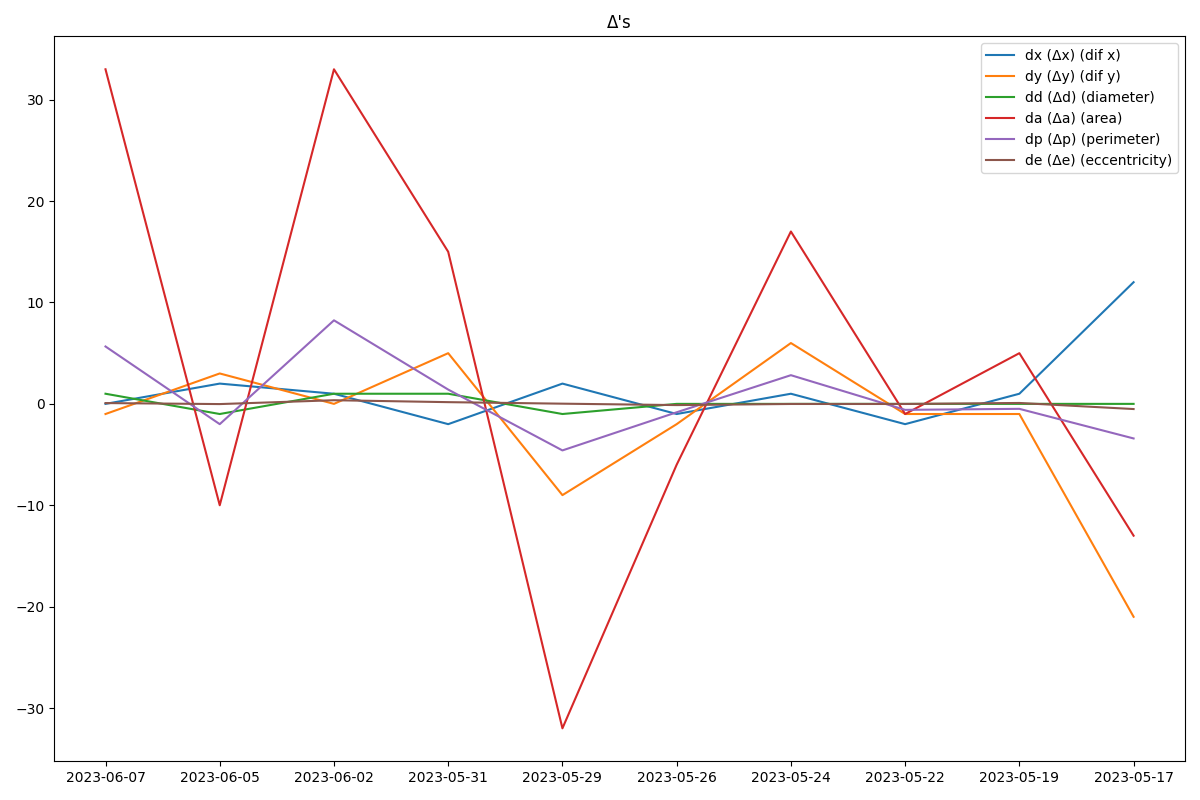 Δ's
dx (Δx) (dif x)
dy (Δy) (dif y)
dd (Δd) (diameter)
da (Δa) (area)
dp (Δp) (perimeter)
de (Δe) (eccentricity)
30
20
10
0
−10
−20
−30
2023-06-07 2023-06-05 2023-06-02 2023-05-31 2023-05-29 2023-05-26 2023-05-24 2023-05-22 2023-05-19 2023-05-17